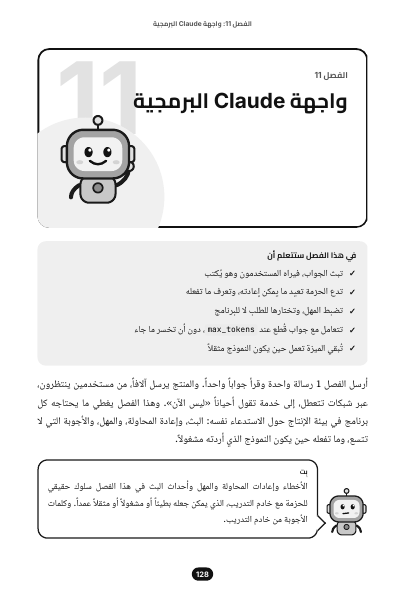 الفصل 11: واجهة Claude البرمجية
11
الفصل 11
واجهة Claude البرمجية
في هذا الفصل ستتعلم أن
✓ تبث الجواب، فيراه المستخدمون وهو يُكتب
✓ تدع الحزمة تعيد ما يمكن إعادته، وتعرف ما تفعله
✓ تضبط المهل، وتختارها للطلب لا للبرنامج
✓ تتعامل مع جواب قُطع عند max_tokens، دون أن تخسر ما جاء
✓ تُبقي الميزة تعمل حين يكون النموذج مثقلاً
أرسل الفصل 1 رسالة واحدة وقرأ جواباً واحداً. والمنتج يرسل آلافاً، من مستخدمين ينتظرون،
عبر شبكات تتعطل، إلى خدمة تقول أحياناً «ليس الآن». وهذا الفصل يغطي ما يحتاجه كل
برنامج في بيئة الإنتاج حول الاستدعاء نفسه: البث، وإعادة المحاولة، والمهل، والأجوبة التي لا
تتسع، وما تفعله حين يكون النموذج الذي أردته مشغولاً.
بت
الأخطاء وإعادات المحاولة والمهل وأحداث البث في هذا الفصل سلوك حقيقي
للحزمة مع خادم التدريب، الذي يمكن جعله بطيئاً أو مشغولاً أو مثقلاً عمداً. وكلمات
الأجوبة من خادم التدريب.
128